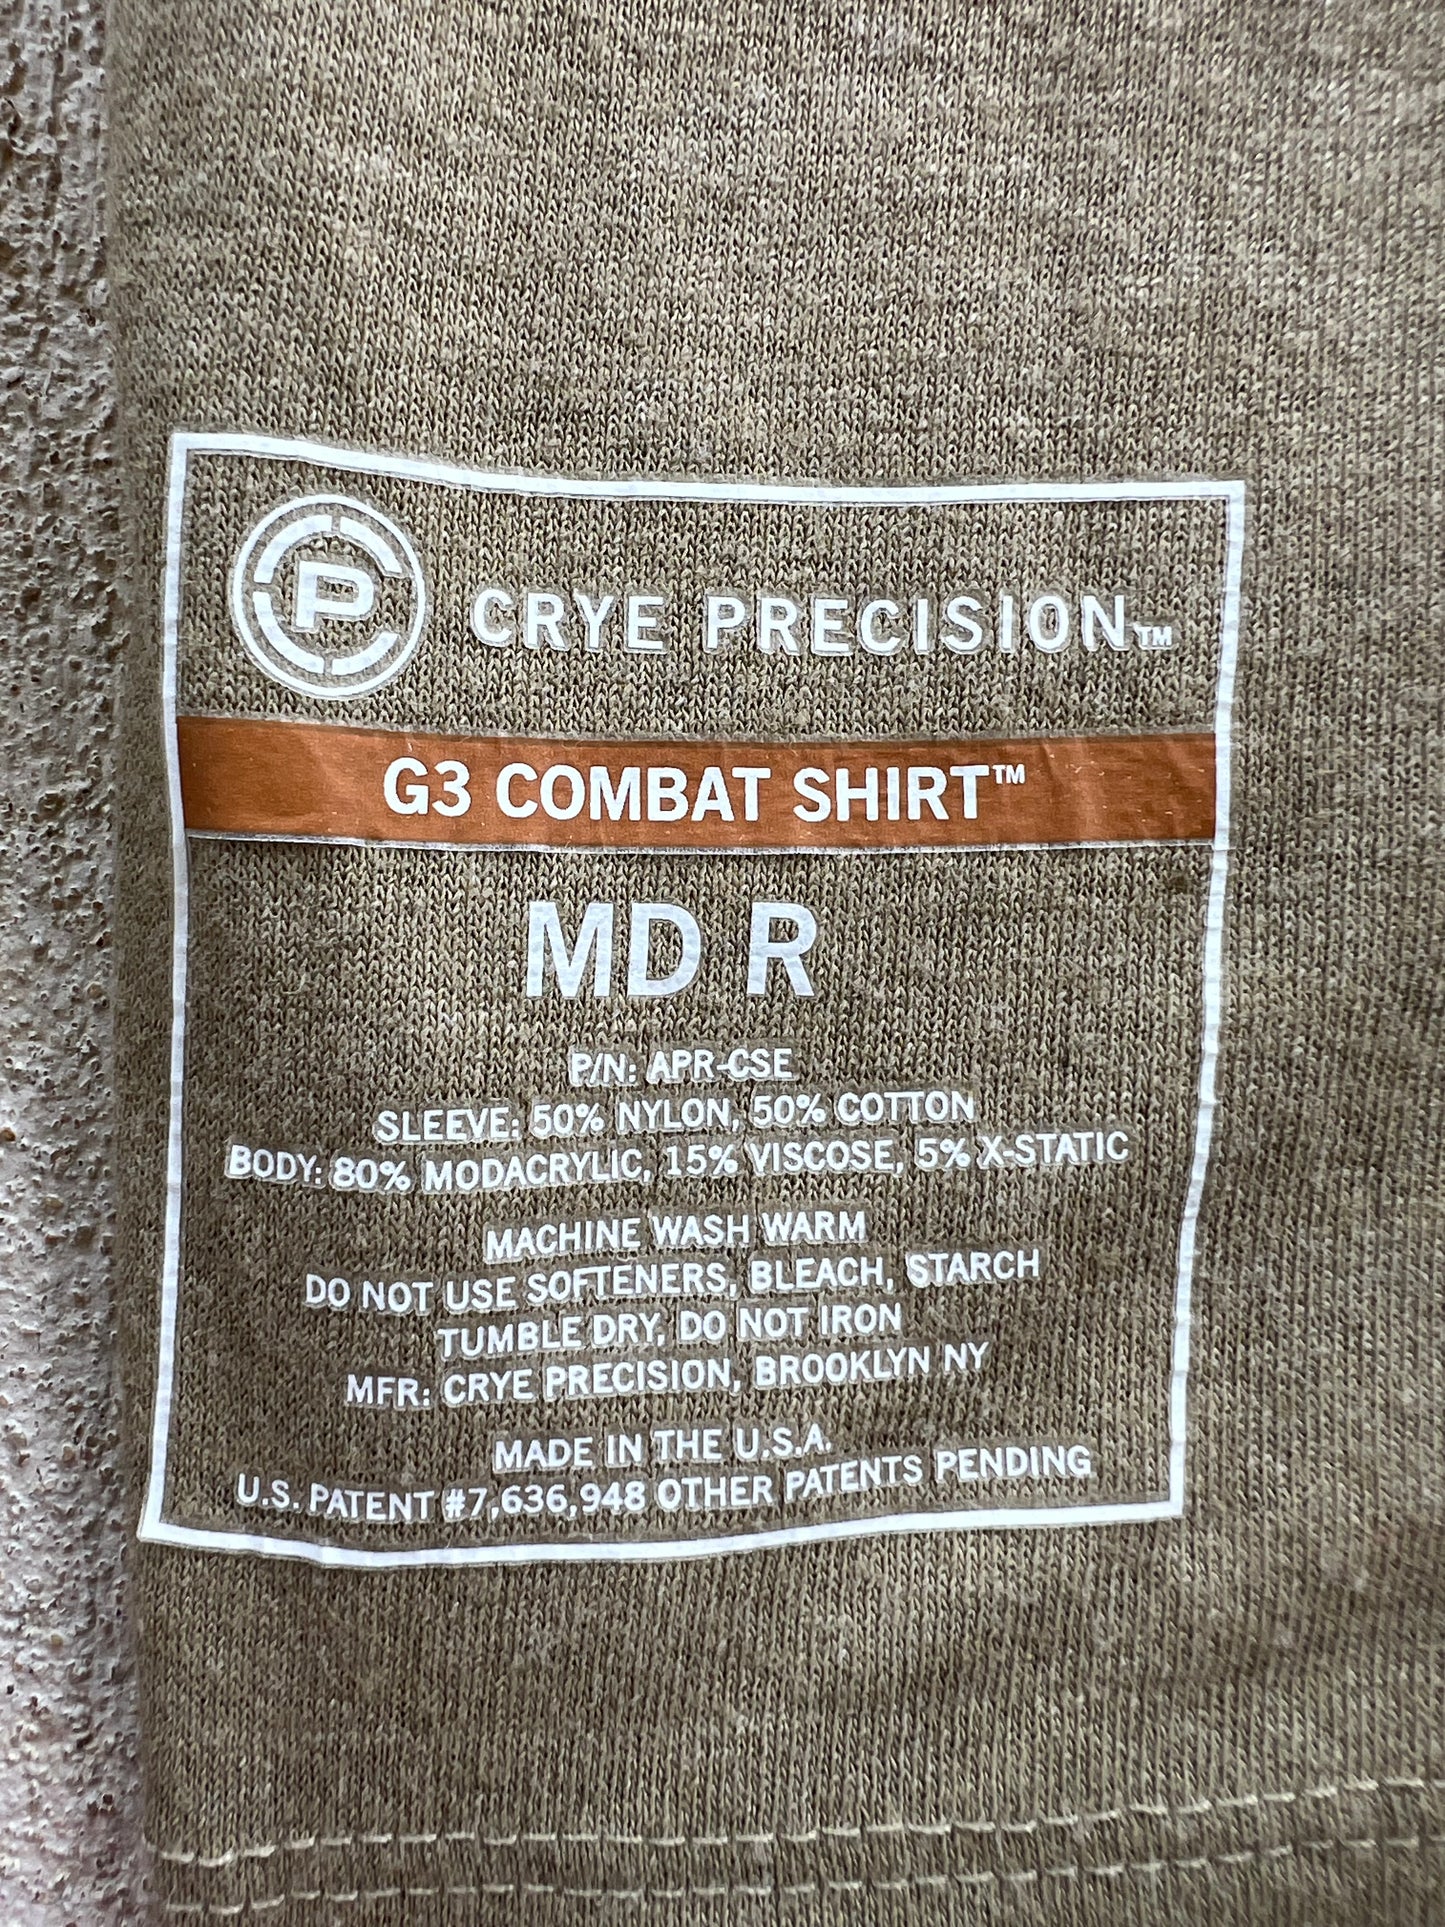 CP CRYE PRECISION™
G3 COMBAT SHIRT™
MD R
P/N: APR-CSE
SLEEVE: 50% NYLON, 50% COTTON
BODY: 80% MODACRYLIC, 15% VISCOSE, 5% X-STATIC
MACHINE WASH WARM
DO NOT USE SOFTENERS, BLEACH, STARCH
TUMBLE DRY, DO NOT IRON
MFR: CRYE PRECISION, BROOKLYN NY
MADE IN THE U.S.A.
U.S. PATENT #7,636,948 OTHER PATENTS PENDING